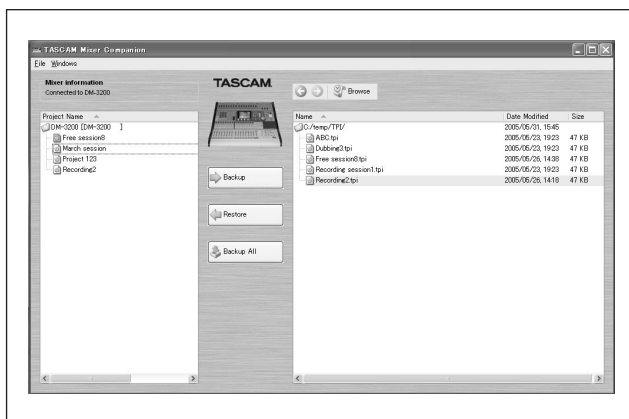 TASCAM Mixer Companion
File Windows
Mixer information
Connected to DM-3200
TASCAM
Browse
Project Name
DM-3200 [DM-3200 ]
Free session8
March session
Project 123
Recording2
Backup
Restore
Backup All
Name Date Modified Size
C:/temp/TPI/ 2005/05/31, 15:45
ABC.tpi 2005/05/23, 19:23 47 KB
Dubbing3.tpi 2005/05/23, 19:23 47 KB
Free session8.tpi 2005/05/26, 14:38 47 KB
Recording session1.tpi 2005/05/23, 19:23 47 KB
Recording2.tpi 2005/05/26, 14:18 47 KB